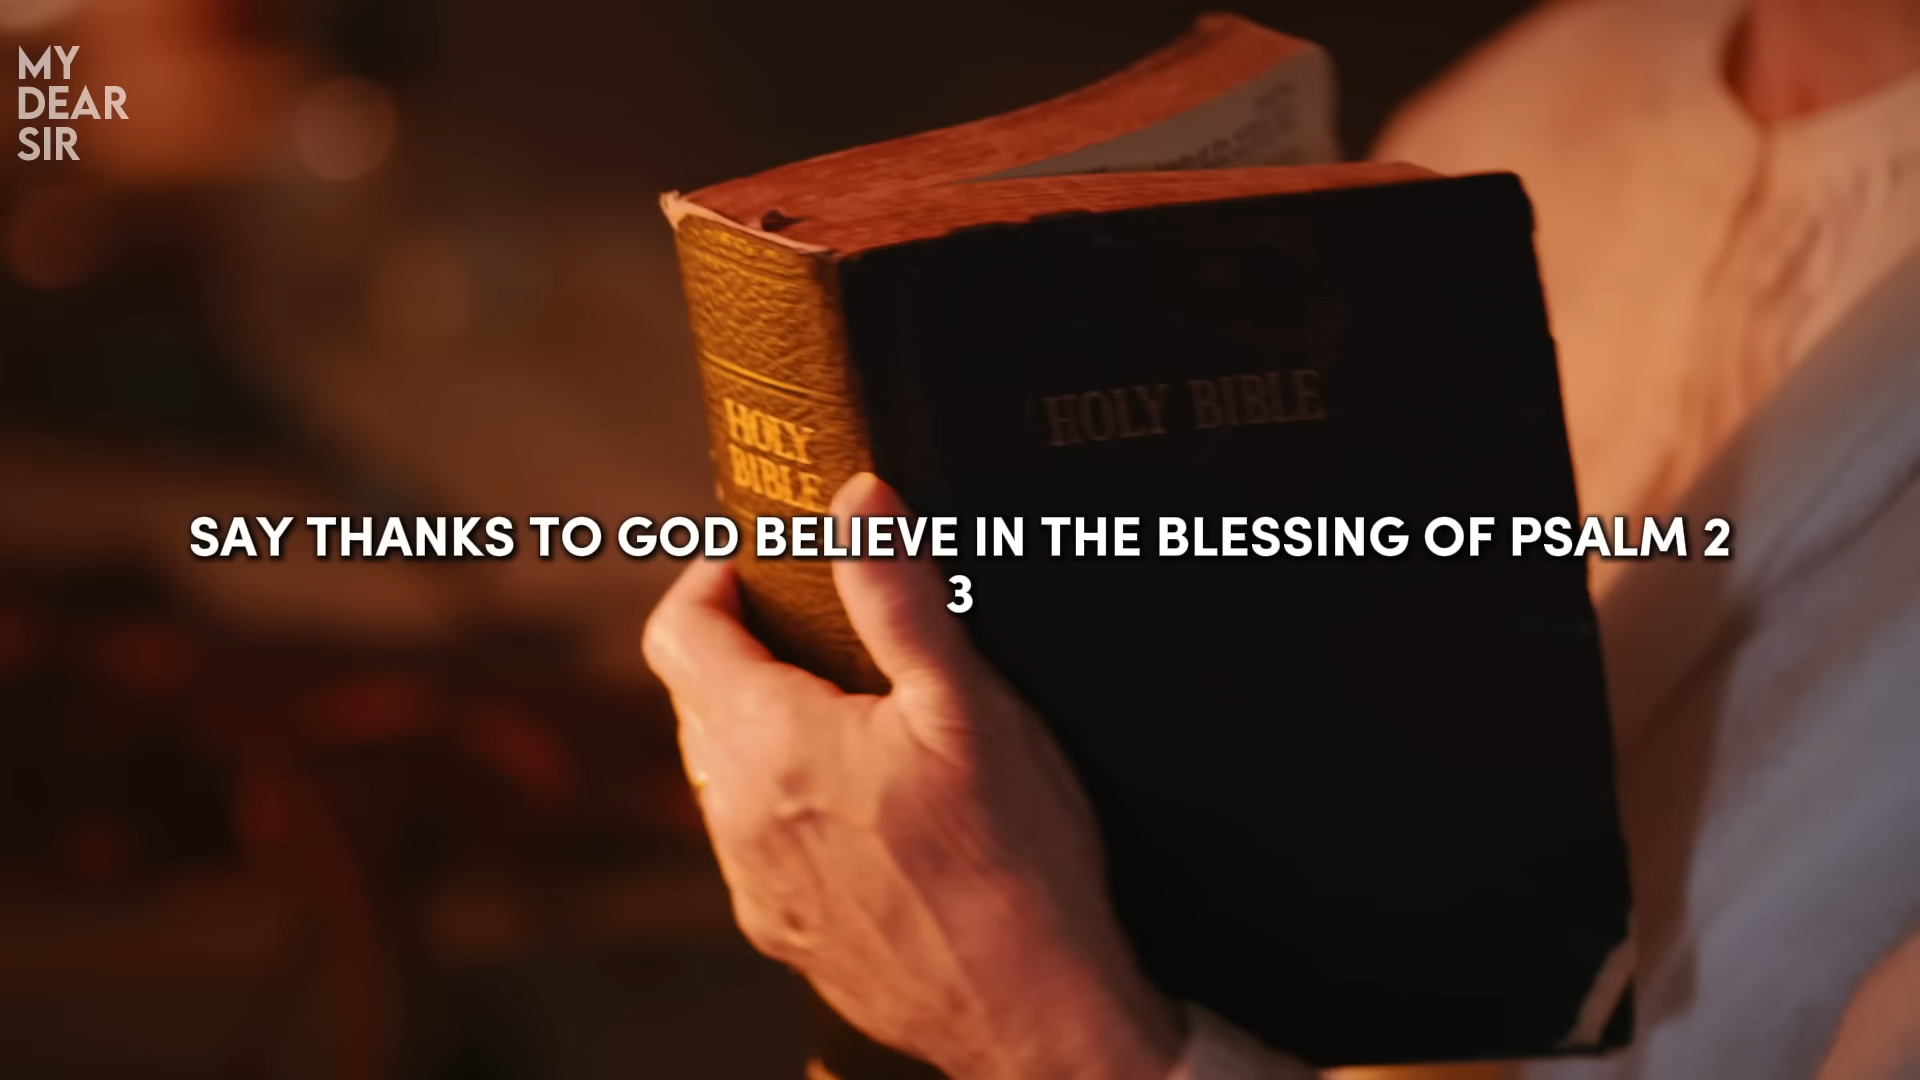 MY
DEAR
SIR
HOLY BIBLE
HOLY
BIBLE
SAY THANKS TO GOD BELIEVE IN THE BLESSING OF PSALM 2
3